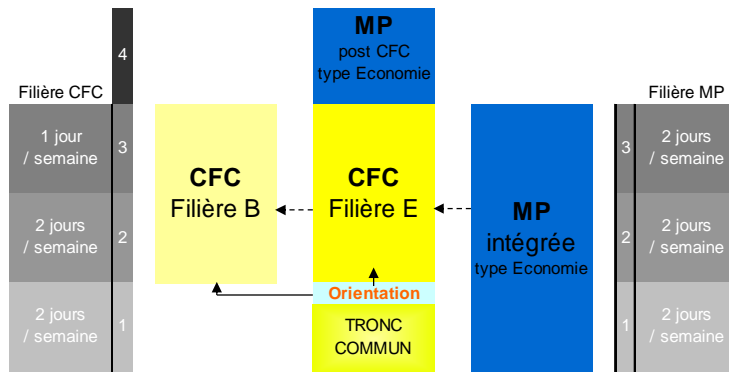 4
MP
post CFC
type Economie
Filière CFC
Filière MP
1 jour
/ semaine
3
2 jours
/ semaine
2
2 jours
/ semaine
1
CFC
Filière B
CFC
Filière E
MP
intégrée
type Economie
Orientation
TRONC
COMMUN
3
2 jours
/ semaine
2
2 jours
/ semaine
1
2 jours
/ semaine